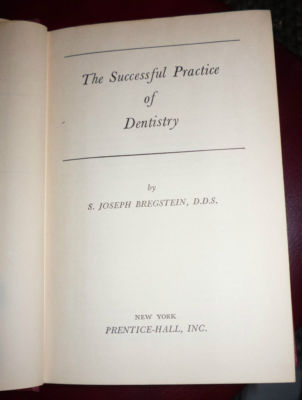 The Successful Practice
of
Dentistry
by
S. JOSEPH BREGSTEIN, D.D.S.
NEW YORK
PRENTICE-HALL, INC.